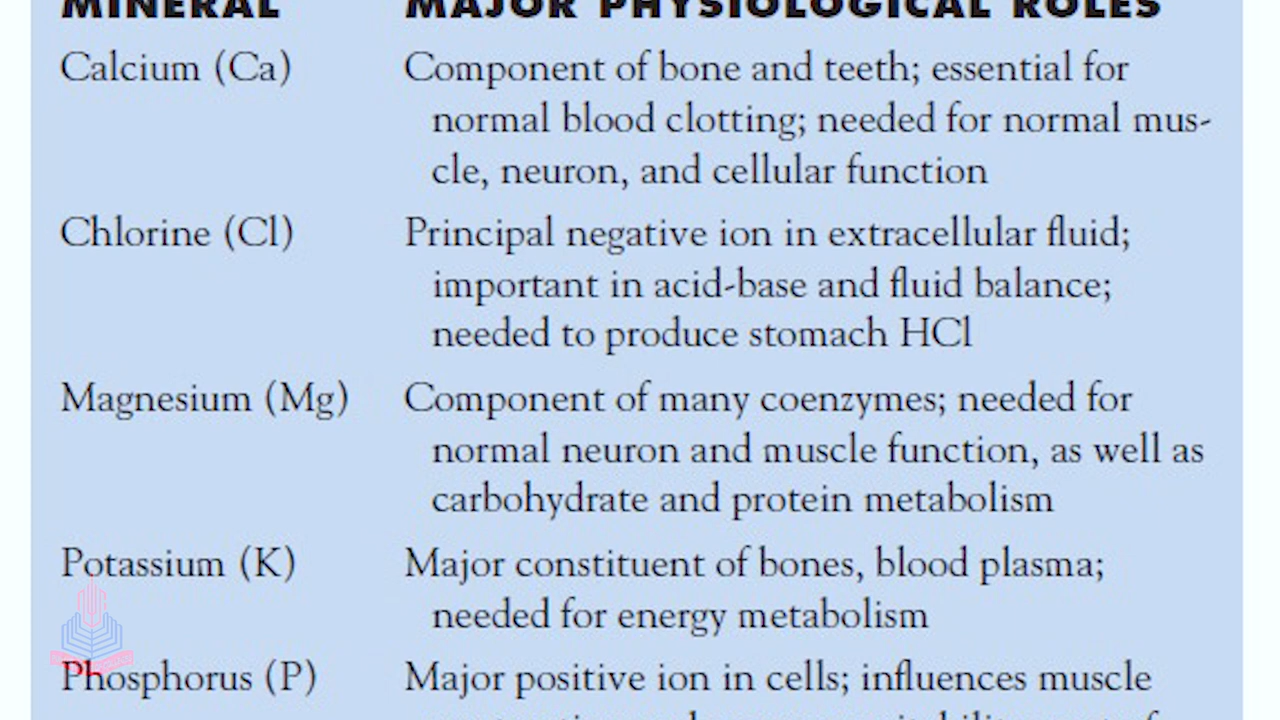 MINERAL MAJOR PHYSIOLOGICAL ROLES
Calcium (Ca) Component of bone and teeth; essential for
normal blood clotting; needed for normal mus-
cle, neuron, and cellular function
Chlorine (Cl) Principal negative ion in extracellular fluid;
important in acid-base and fluid balance;
needed to produce stomach HCl
Magnesium (Mg) Component of many coenzymes; needed for
normal neuron and muscle function, as well as
carbohydrate and protein metabolism
Potassium (K) Major constituent of bones, blood plasma;
needed for energy metabolism
Phosphorus (P) Major positive ion in cells; influences muscle